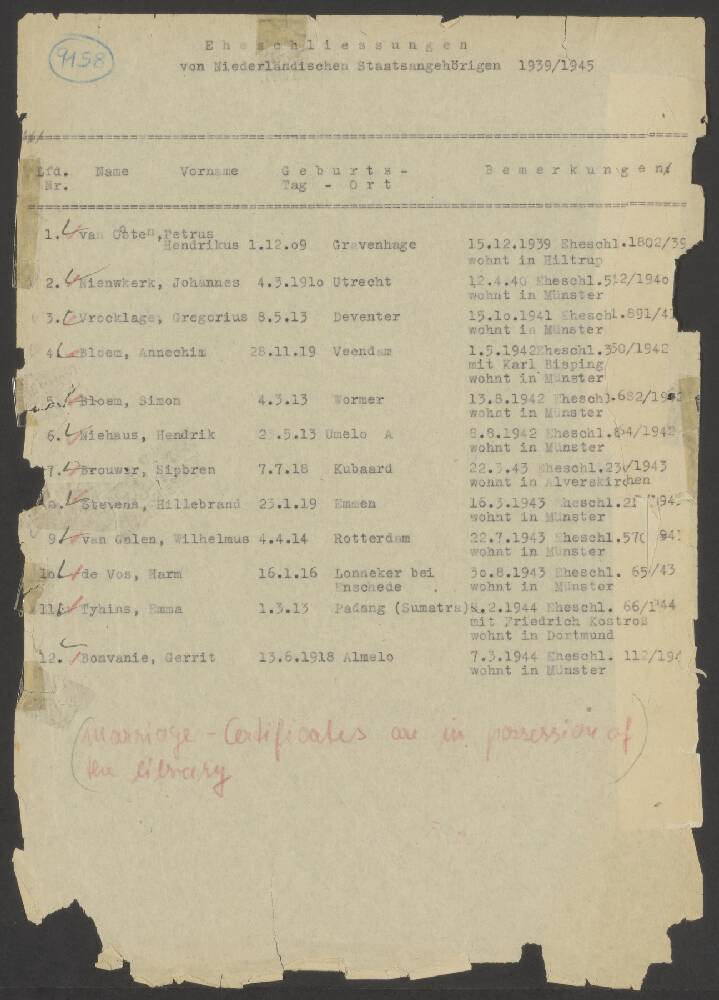 9158
Eheschliessungen
von Niederländischen Staatsangehörigen 1939/1945
Lfd. Name Vorname Geburts- Bemerkungen
Nr. Tag - Ort
1. van Osten, Petrus
Hendrikus 1.12.09 Gravenhage 15.12.1939 Eheschl.1802/39
wohnt in Hiltrup
2. Nienwkerk, Johannes 4.3.1910 Utrecht 12.4.40 Eheschl.512/1940
wohnt in Münster
3. Vrocklage, Gregorius 8.5.13 Deventer 15.10.1941 Eheschl.891/41
wohnt in Münster
4. Bloem, Annechim 28.11.19 Veendam 1.5.1942 Eheschl.350/1942
mit Karl Bisping
wohnt in Münster
5. Bloem, Simon 4.3.13 Wormer 13.8.1942 Eheschl.682/1942
wohnt in Münster
6. Niehaus, Hendrik .5.13 Umelo A 8.8.1942 Eheschl. /1942
wohnt in Münster
7. Brouwer, Sipbren 7.7.18 Kubaard 22.3.43 Eheschl. /1943
wohnt in Alverskirchen
8. Stevens, Hillebrand 23.1.19 Emmen 16.3.1943 Eheschl.
wohnt in Münster
9. van Galen, Wilhelmus 4.4.14 Rotterdam 22.7.1943 Eheschl.570
wohnt in Münster
10. de Vos, Harm 16.1.16 Lonneker bei 30.8.1943 Eheschl. /43
Enschede wohnt in Münster
11. Tyhins, Emma 1.3.13 Padang (Sumatra) 8.2.1944 Eheschl. 66/1944
mit Friedrich Kostroß
wohnt in Dortmund
12. Bonvanie, Gerrit 13.6.1918 Almelo 7.3.1944 Eheschl. 112/194
wohnt in Münster
(Marriage - Certificates are in possession of
the library)